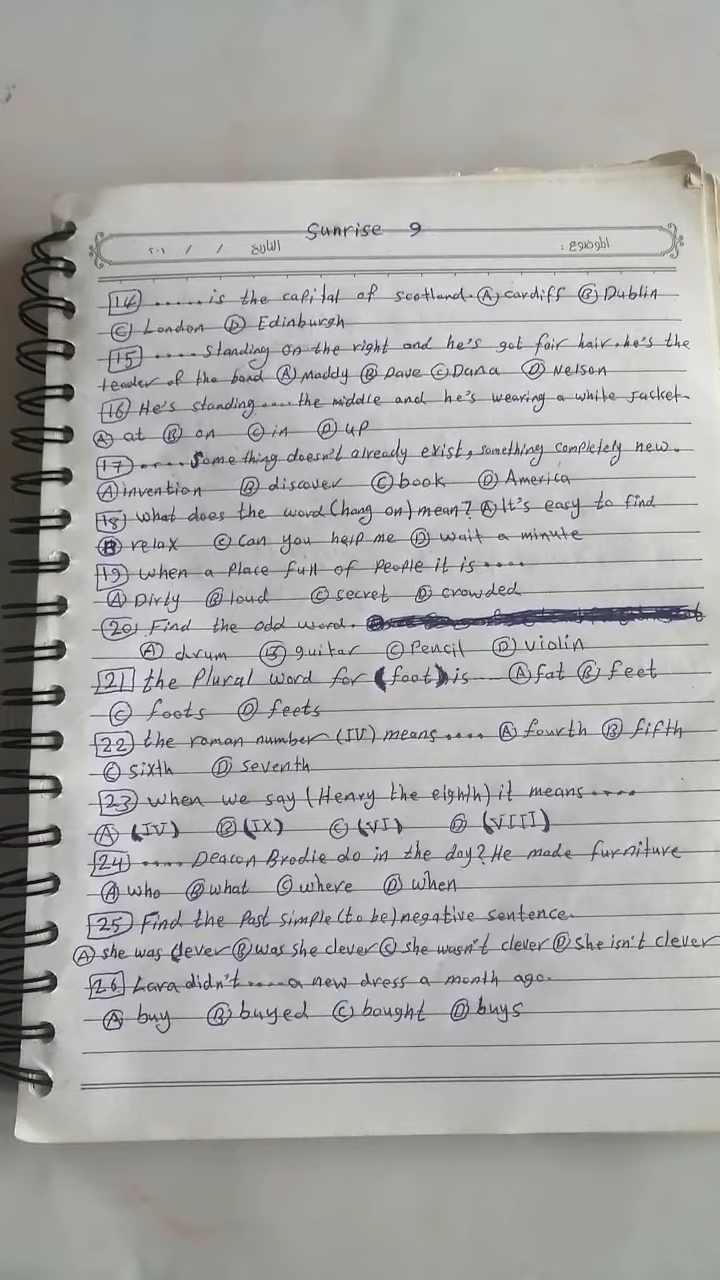 Sunrise 9
الموضوع : التاريخ / / ٢٠١
14 ...... is the capital of scotland. A cardiff B Dublin
C London D Edinburgh
15 .... standing on the right and he's got fair hair. he's the
leader of the band A Maddy B Dave C Dana D Nelson
16 He's standing .... the middle and he's wearing a white Jacket.
A at B on C in D up
17 ..... something doesn't already exist, something completely new.
A invention B discover C book D America
18 What does the word (hang on) mean? A It's easy to find
B relax C can you help me D wait a minute
19 when a place full of people it is ....
A Dirty B loud C secret D crowded
20 Find the odd word.
A drum B guitar C Pencil D violin
21 the Plural word for (foot) is .... A fat B feet
C foots D feets
22 the roman number (IV) means .... A fourth B fifth
C sixth D seventh
23 When we say (Henry the eighth) it means .....
A (IV) B (IX) C (VI) D (VIII)
24 ..... Deacon Brodie do in the day? He made furniture
A who B what C where D when
25 Find the Past simple (to be) negative sentence.
A she was clever B was she clever C she wasn't clever D She isn't clever
26 Lara didn't ..... a new dress a month ago.
A buy B buyed C bought D buys